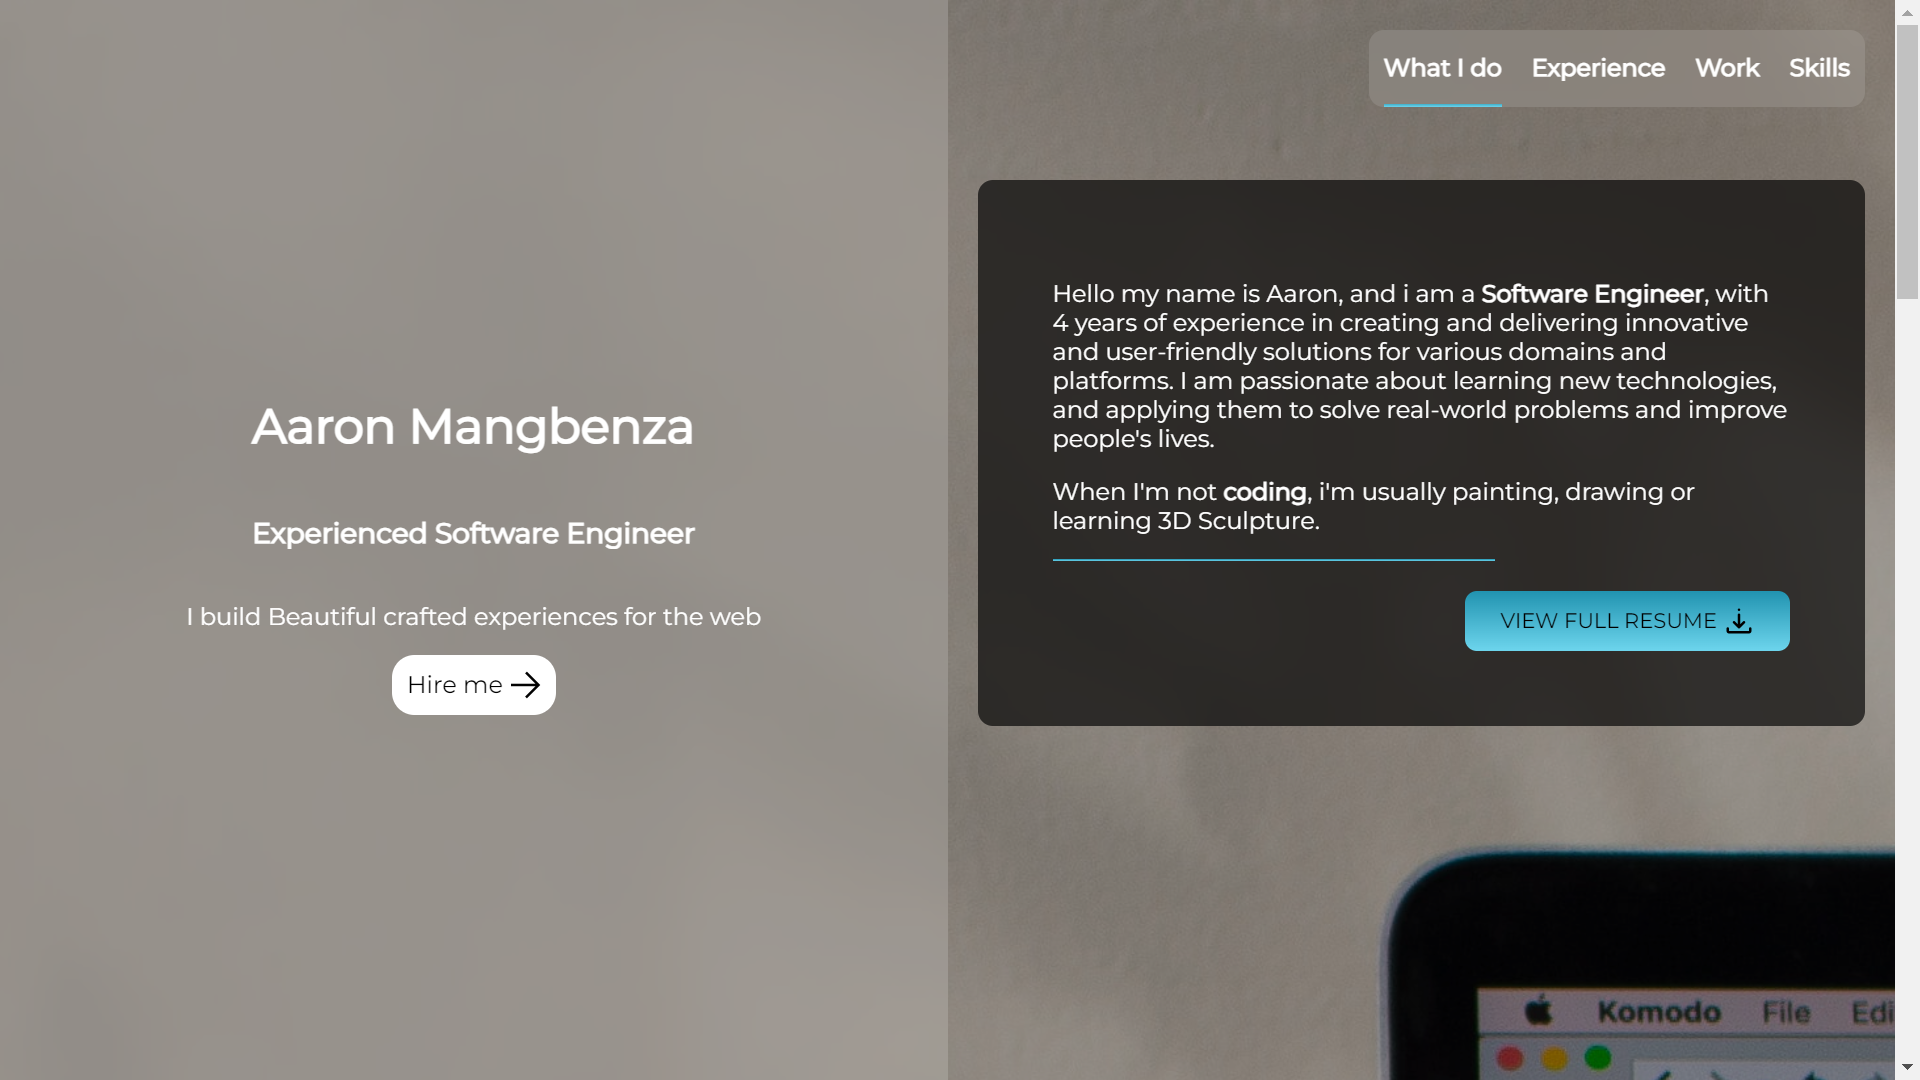 What I do Experience Work Skills
Aaron Mangbenza
Experienced Software Engineer
I build Beautiful crafted experiences for the web
Hire me
Hello my name is Aaron, and i am a Software Engineer, with
4 years of experience in creating and delivering innovative
and user-friendly solutions for various domains and
platforms. I am passionate about learning new technologies,
and applying them to solve real-world problems and improve
people's lives.
When I'm not coding, i'm usually painting, drawing or
learning 3D Sculpture.
VIEW FULL RESUME
Komodo File Edi